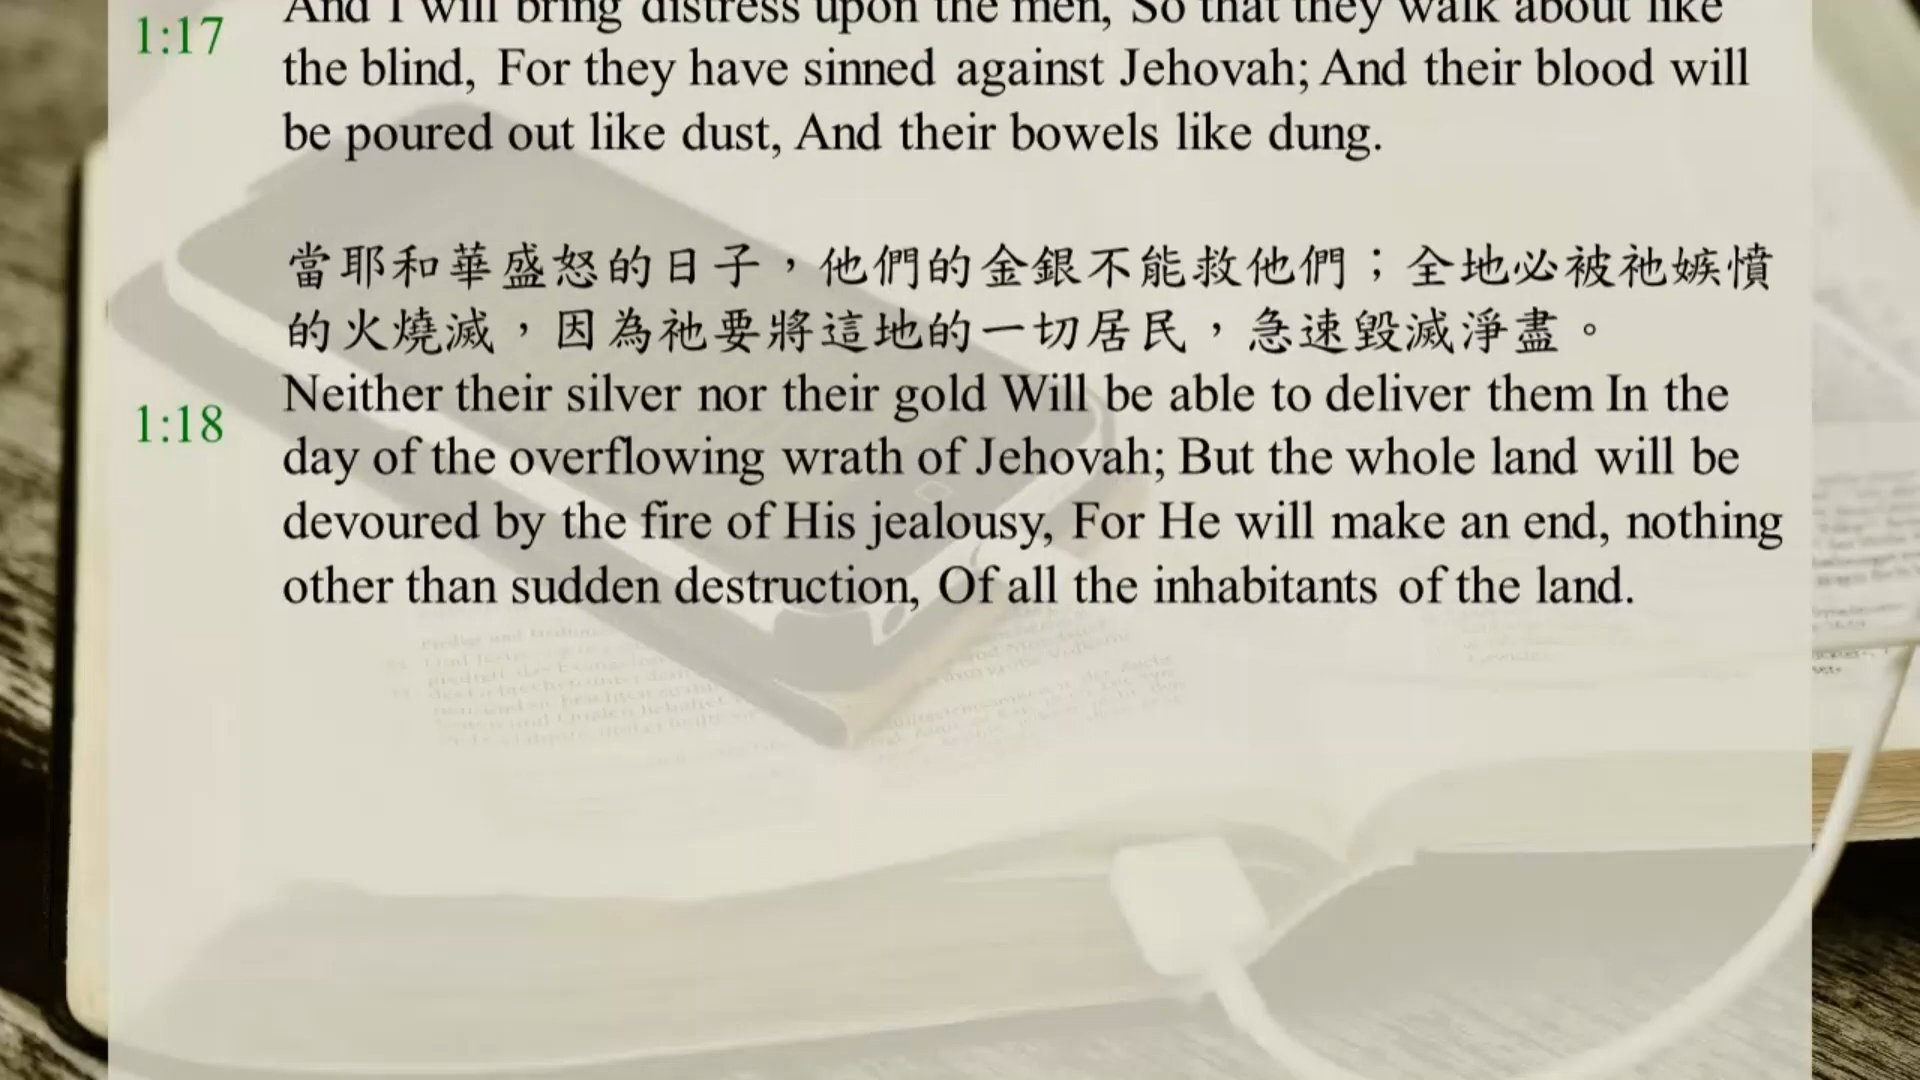 And I will bring distress upon the men, So that they walk about like
1:17
the blind, For they have sinned against Jehovah; And their blood will
be poured out like dust, And their bowels like dung.
當耶和華盛怒的日子，他們的金銀不能救他們；全地必被祂嫉憤
的火燒滅，因為祂要將這地的一切居民，急速毀滅淨盡。
Neither their silver nor their gold Will be able to deliver them In the
1:18
day of the overflowing wrath of Jehovah; But the whole land will be
devoured by the fire of His jealousy, For He will make an end, nothing
other than sudden destruction, Of all the inhabitants of the land.